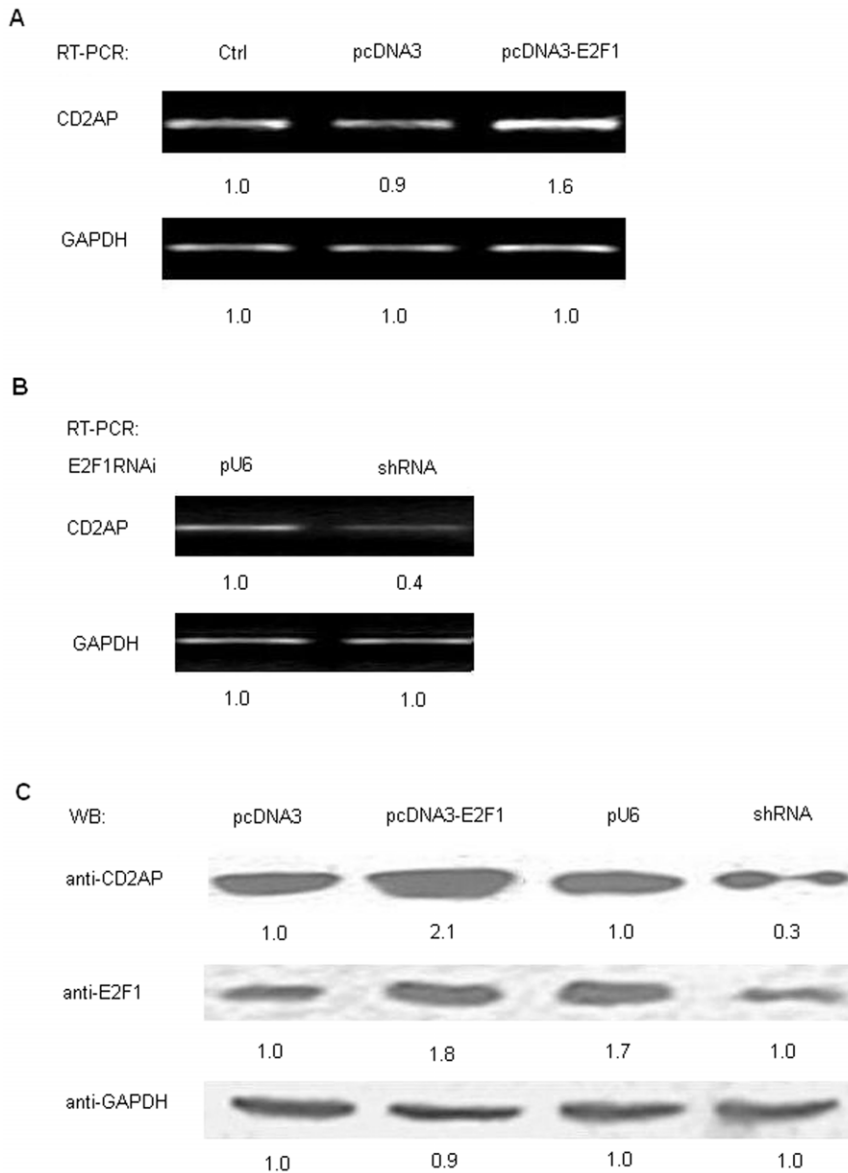 A
RT-PCR: Ctrl pcDNA3 pcDNA3-E2F1
CD2AP
1.0 0.9 1.6
GAPDH
1.0 1.0 1.0
B
RT-PCR:
E2F1RNAi pU6 shRNA
CD2AP
1.0 0.4
GAPDH
1.0 1.0
C
WB: pcDNA3 pcDNA3-E2F1 pU6 shRNA
anti-CD2AP
1.0 2.1 1.0 0.3
anti-E2F1
1.0 1.8 1.7 1.0
anti-GAPDH
1.0 0.9 1.0 1.0